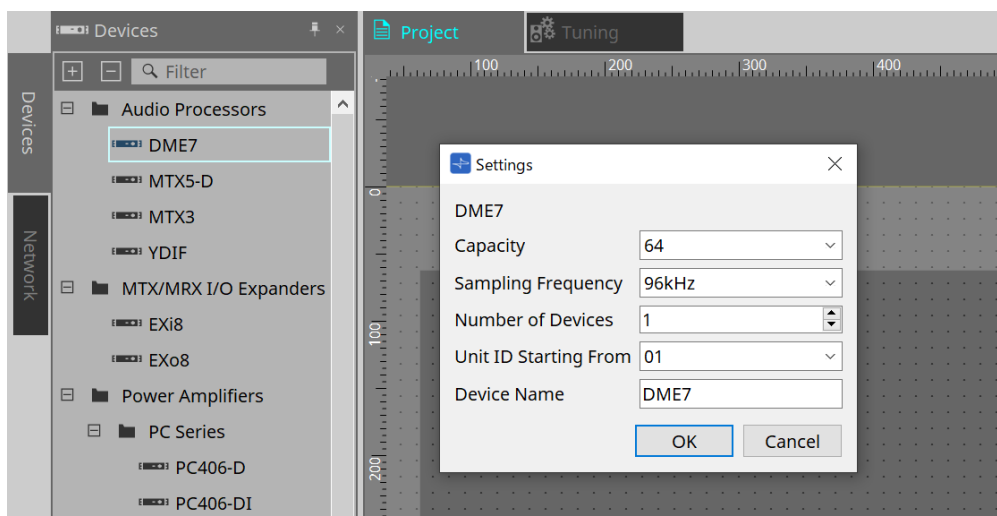 Devices
Project
Tuning
Filter
100
200
300
400
Devices
Network
Audio Processors
DME7
MTX5-D
MTX3
YDIF
MTX/MRX I/O Expanders
EXi8
EXo8
Power Amplifiers
PC Series
PC406-D
PC406-DI
0
100
200
Settings
DME7
Capacity 64
Sampling Frequency 96kHz
Number of Devices 1
Unit ID Starting From 01
Device Name DME7
OK Cancel